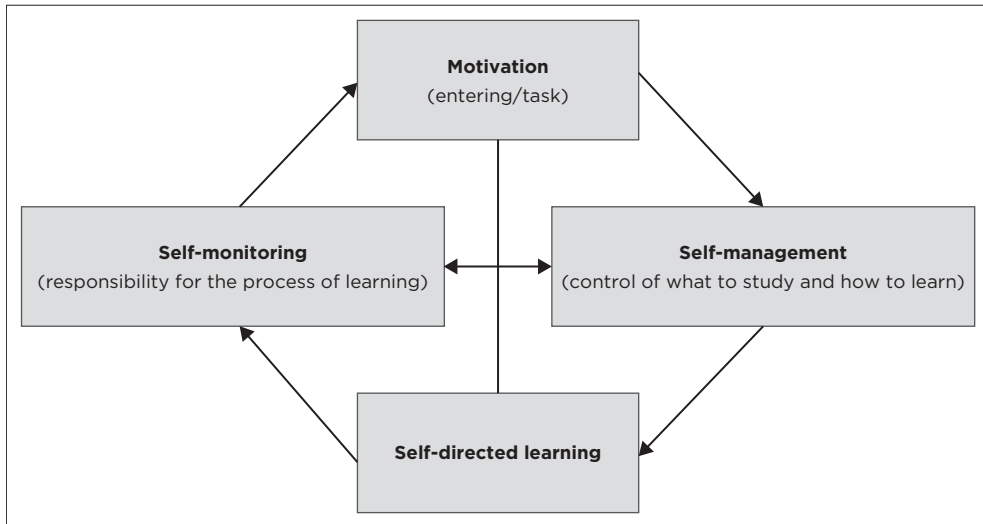 Motivation
(entering/task)
Self-monitoring
(responsibility for the process of learning)
Self-management
(control of what to study and how to learn)
Self-directed learning